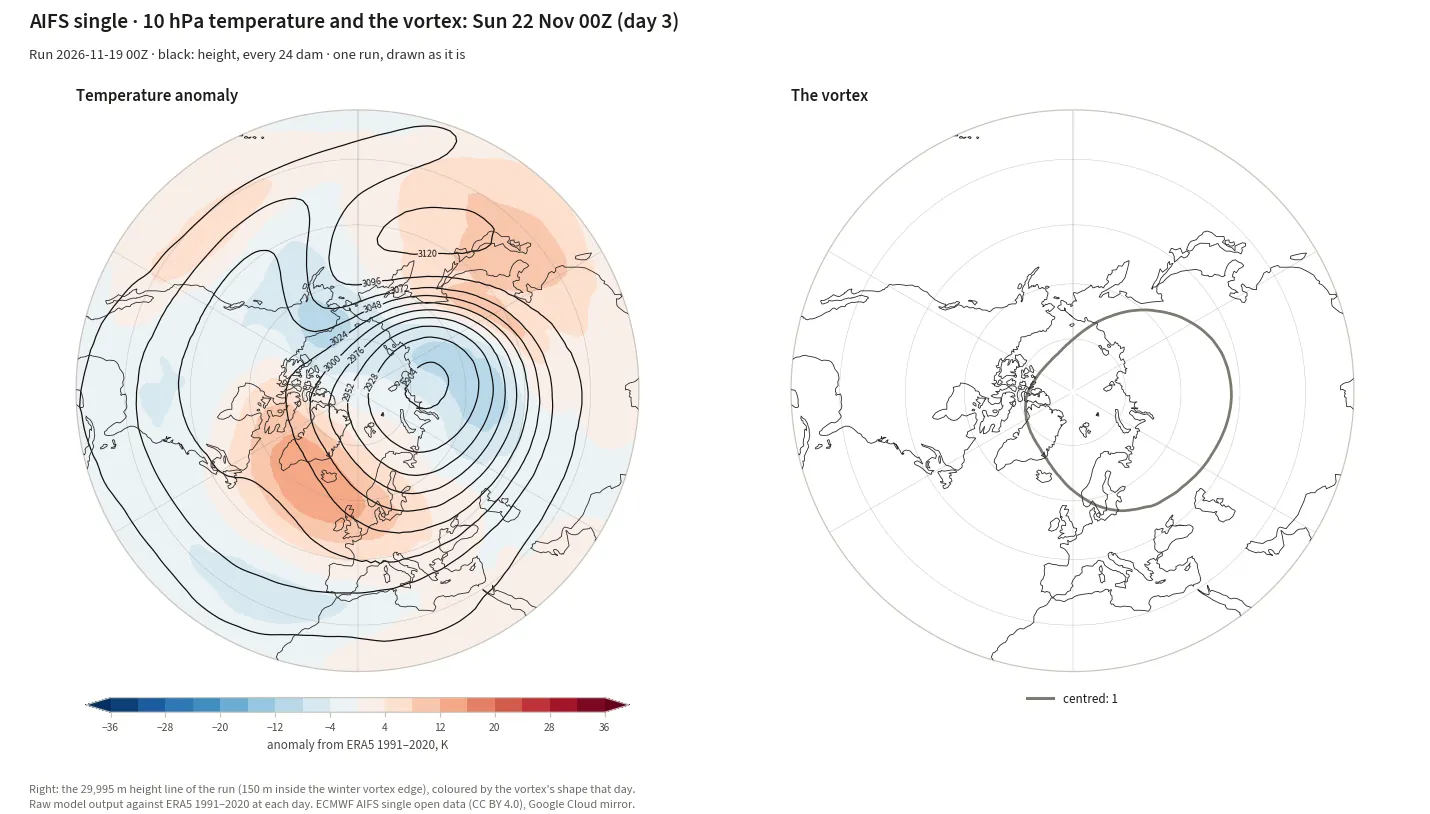 AIFS single · 10 hPa temperature and the vortex: Sun 22 Nov 00Z (day 3)
Run 2026-11-19 00Z · black: height, every 24 dam · one run, drawn as it is
Temperature anomaly
The vortex
3120
3096
3072
3048
3024
3000
2976
2952
2928
centred: 1
−36 −28 −20 −12 −4 4 12 20 28 36
anomaly from ERA5 1991–2020, K
Right: the 29,995 m height line of the run (150 m inside the winter vortex edge), coloured by the vortex's shape that day.
Raw model output against ERA5 1991–2020 at each day. ECMWF AIFS single open data (CC BY 4.0), Google Cloud mirror.